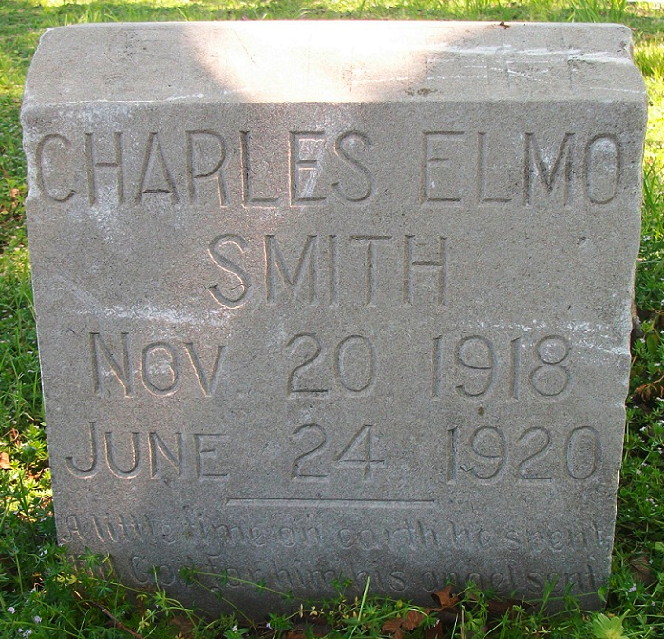 CHARLES ELMO
SMITH
NOV 20 1918
JUNE 24 1920
A little time on earth he spent
Till God for him his angel sent